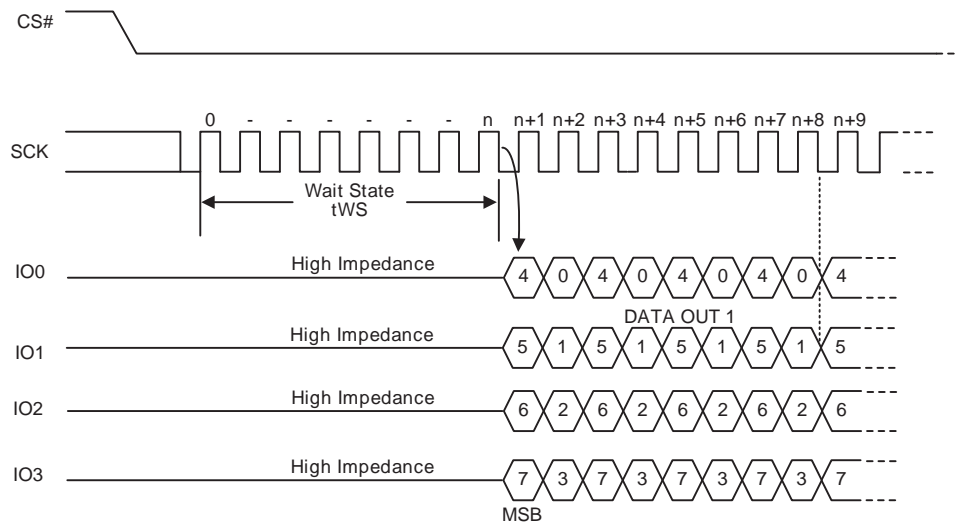 CS#
0 - - - - - - n n+1 n+2 n+3 n+4 n+5 n+6 n+7 n+8 n+9
SCK
Wait State
tWS
IO0 High Impedance 4 0 4 0 4 0 4 0 4
DATA OUT 1
IO1 High Impedance 5 1 5 1 5 1 5 1 5
IO2 High Impedance 6 2 6 2 6 2 6 2 6
IO3 High Impedance 7 3 7 3 7 3 7 3 7
MSB